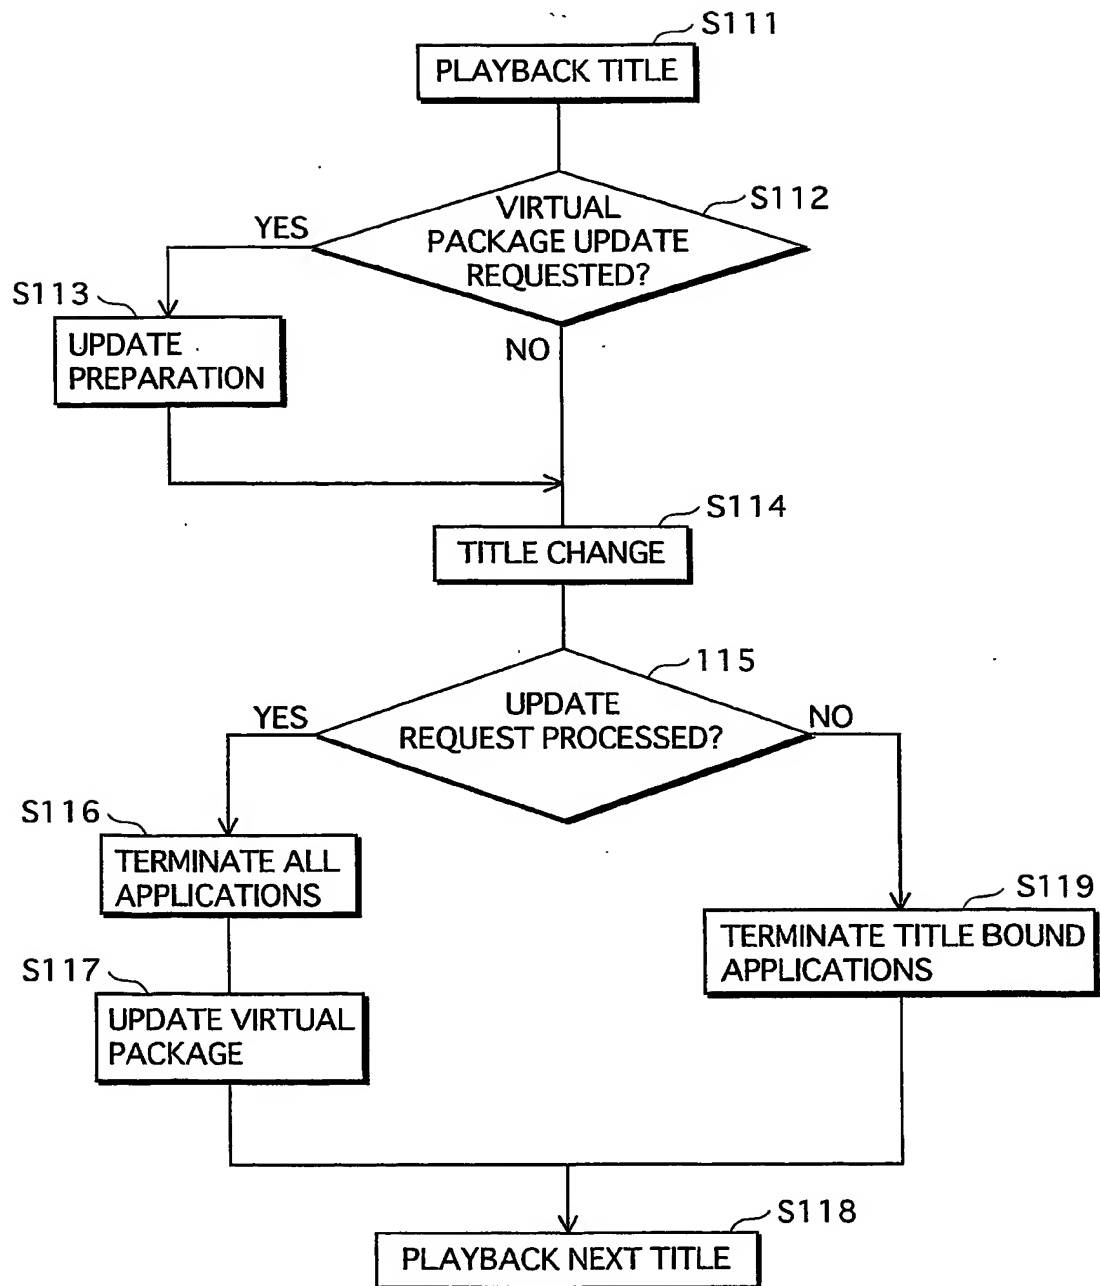 S111
PLAYBACK TITLE
S112
VIRTUAL
PACKAGE UPDATE
REQUESTED?
YES
NO
S113
UPDATE
PREPARATION
S114
TITLE CHANGE
115
UPDATE
REQUEST PROCESSED?
YES
NO
S116
TERMINATE ALL
APPLICATIONS
S119
TERMINATE TITLE BOUND
APPLICATIONS
S117
UPDATE VIRTUAL
PACKAGE
S118
PLAYBACK NEXT TITLE